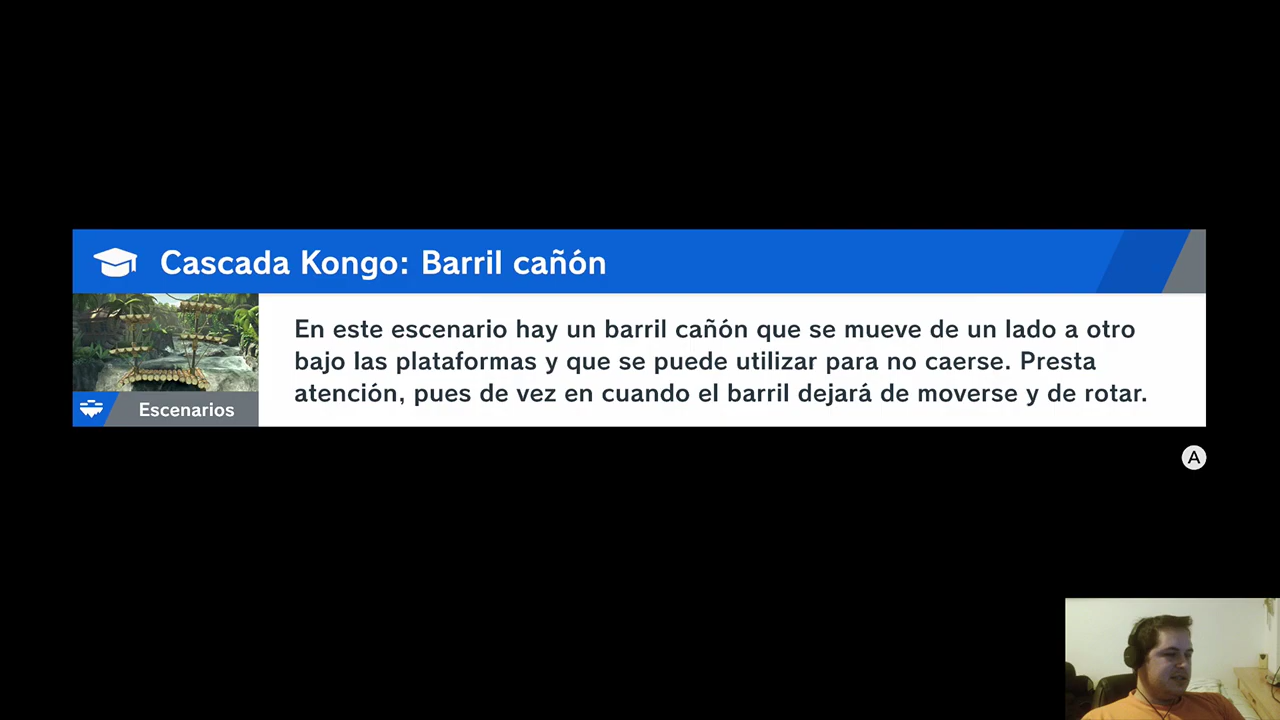 Cascada Kongo: Barril cañón
En este escenario hay un barril cañón que se mueve de un lado a otro
bajo las plataformas y que se puede utilizar para no caerse. Presta
atención, pues de vez en cuando el barril dejará de moverse y de rotar.
Escenarios
A